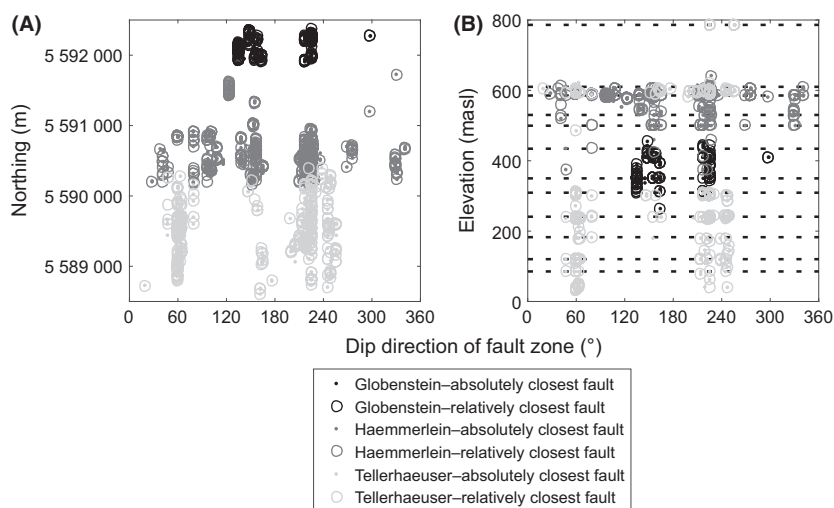 (A)
Northing (m)
5 592 000
5 591 000
5 590 000
5 589 000
0 60 120 180 240 300 360
(B)
Elevation (masl)
800
600
400
200
0
0 60 120 180 240 300 360
Dip direction of fault zone (°)
Globenstein–absolutely closest fault
Globenstein–relatively closest fault
Haemmerlein–absolutely closest fault
Haemmerlein–relatively closest fault
Tellerhaeuser–absolutely closest fault
Tellerhaeuser–relatively closest fault